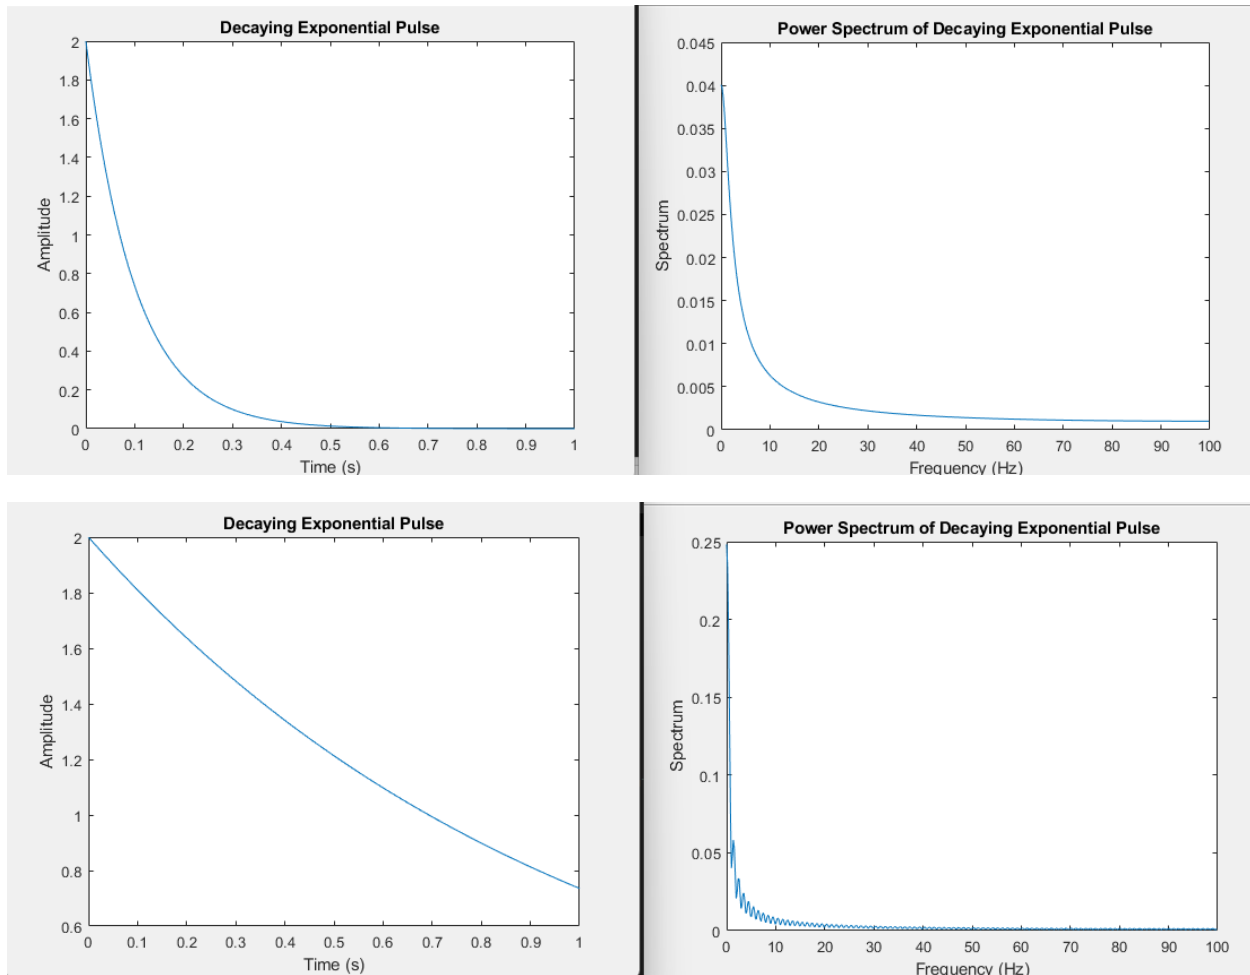 Decaying Exponential Pulse
2
1.8
1.6
1.4
1.2
1
0.8
0.6
0.4
0.2
0
Amplitude
0 0.1 0.2 0.3 0.4 0.5 0.6 0.7 0.8 0.9 1
Time (s)
Power Spectrum of Decaying Exponential Pulse
0.045
0.04
0.035
0.03
0.025
0.02
0.015
0.01
0.005
0
Spectrum
0 10 20 30 40 50 60 70 80 90 100
Frequency (Hz)
Decaying Exponential Pulse
2
1.8
1.6
1.4
1.2
1
0.8
0.6
Amplitude
0 0.1 0.2 0.3 0.4 0.5 0.6 0.7 0.8 0.9 1
Time (s)
Power Spectrum of Decaying Exponential Pulse
0.25
0.2
0.15
0.1
0.05
0
Spectrum
0 10 20 30 40 50 60 70 80 90 100
Frequency (Hz)